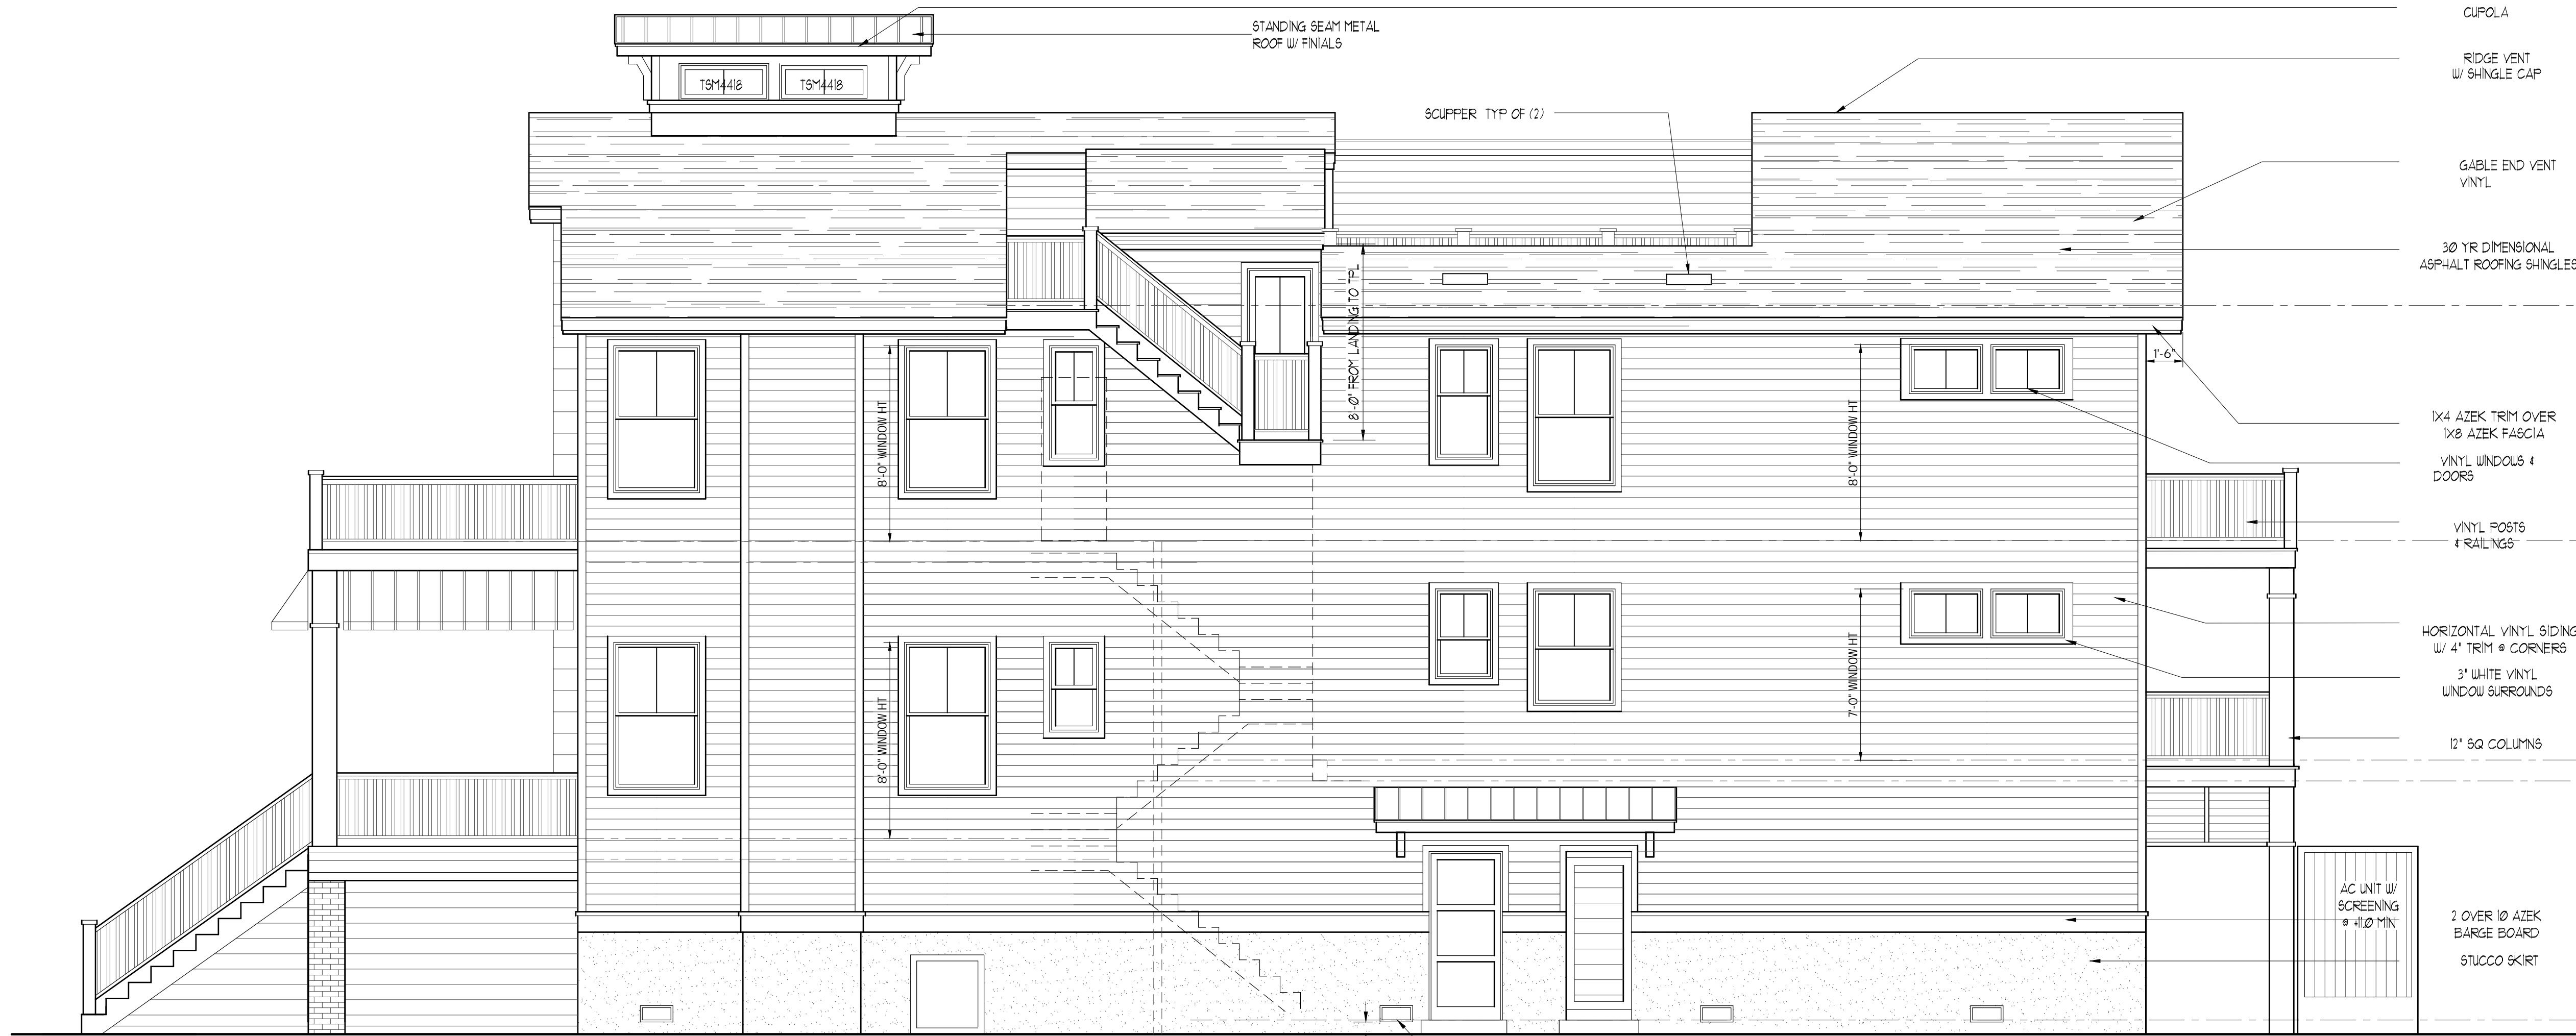 CUPOLA
STANDING SEAM METAL
ROOF W/ FINIALS
RIDGE VENT
W/ SHINGLE CAP
TSM4418
TSM4418
SCUPPER TYP OF (2)
GABLE END VENT
VINYL
30 YR DIMENSIONAL
ASPHALT ROOFING SHINGLES
8'-0" FROM LANDING TO TPL
1'-6"
8'-0" WINDOW HT
8'-0" WINDOW HT
1X4 AZEK TRIM OVER
1X8 AZEK FASCIA
VINYL WINDOWS &
DOORS
VINYL POSTS
& RAILINGS
HORIZONTAL VINYL SIDING
W/ 4" TRIM @ CORNERS
8'-0" WINDOW HT
7'-0" WINDOW HT
3" WHITE VINYL
WINDOW SURROUNDS
12" SQ COLUMNS
AC UNIT W/
SCREENING
@ +11.0 MIN
2 OVER 10 AZEK
BARGE BOARD
STUCCO SKIRT